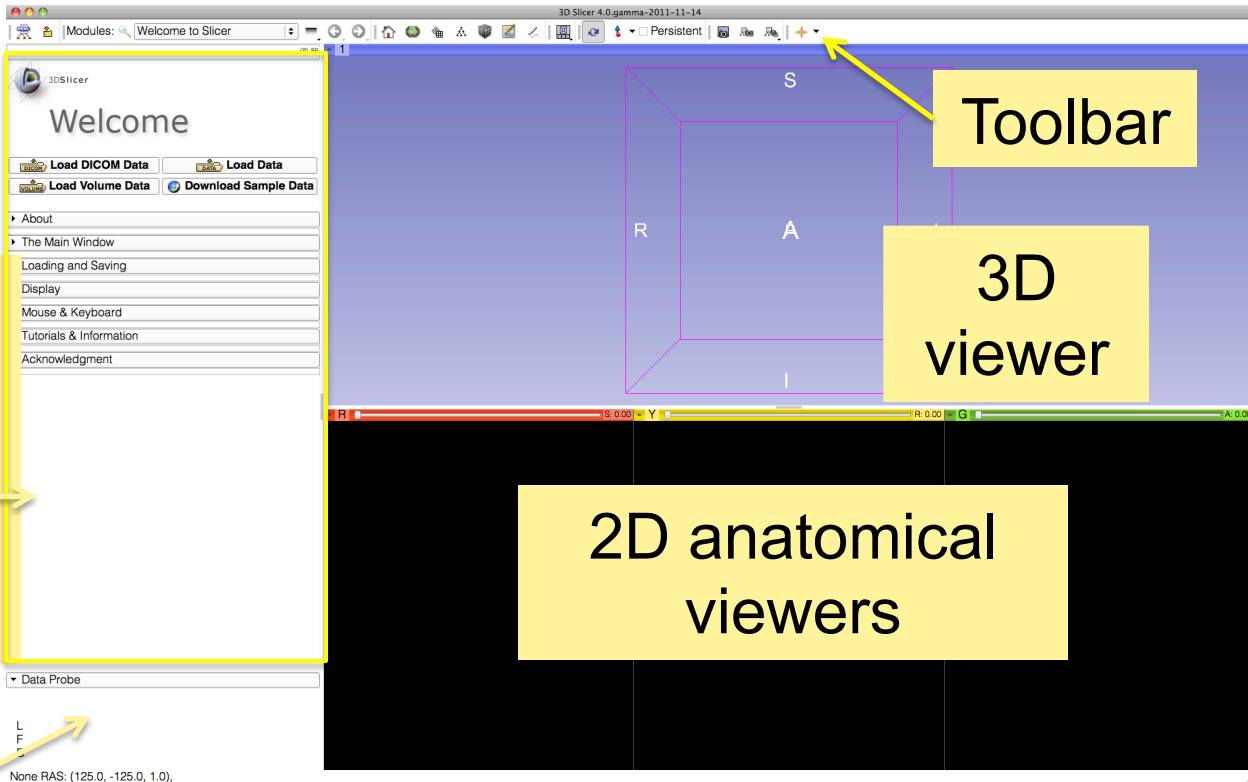 3D Slicer 4.0.gamma-2011-11-14
Modules: Welcome to Slicer Persistent
1
3DSlicer
Welcome
Load DICOM Data Load Data
Load Volume Data Download Sample Data
About
The Main Window
Loading and Saving
Display
Mouse & Keyboard
Tutorials & Information
Acknowledgment
S
R A
I
Toolbar
3D
viewer
R S: 0.00 Y R: 0.00 G A: 0.00
2D anatomical
viewers
Data Probe
L
F
None RAS: (125.0, -125.0, 1.0),